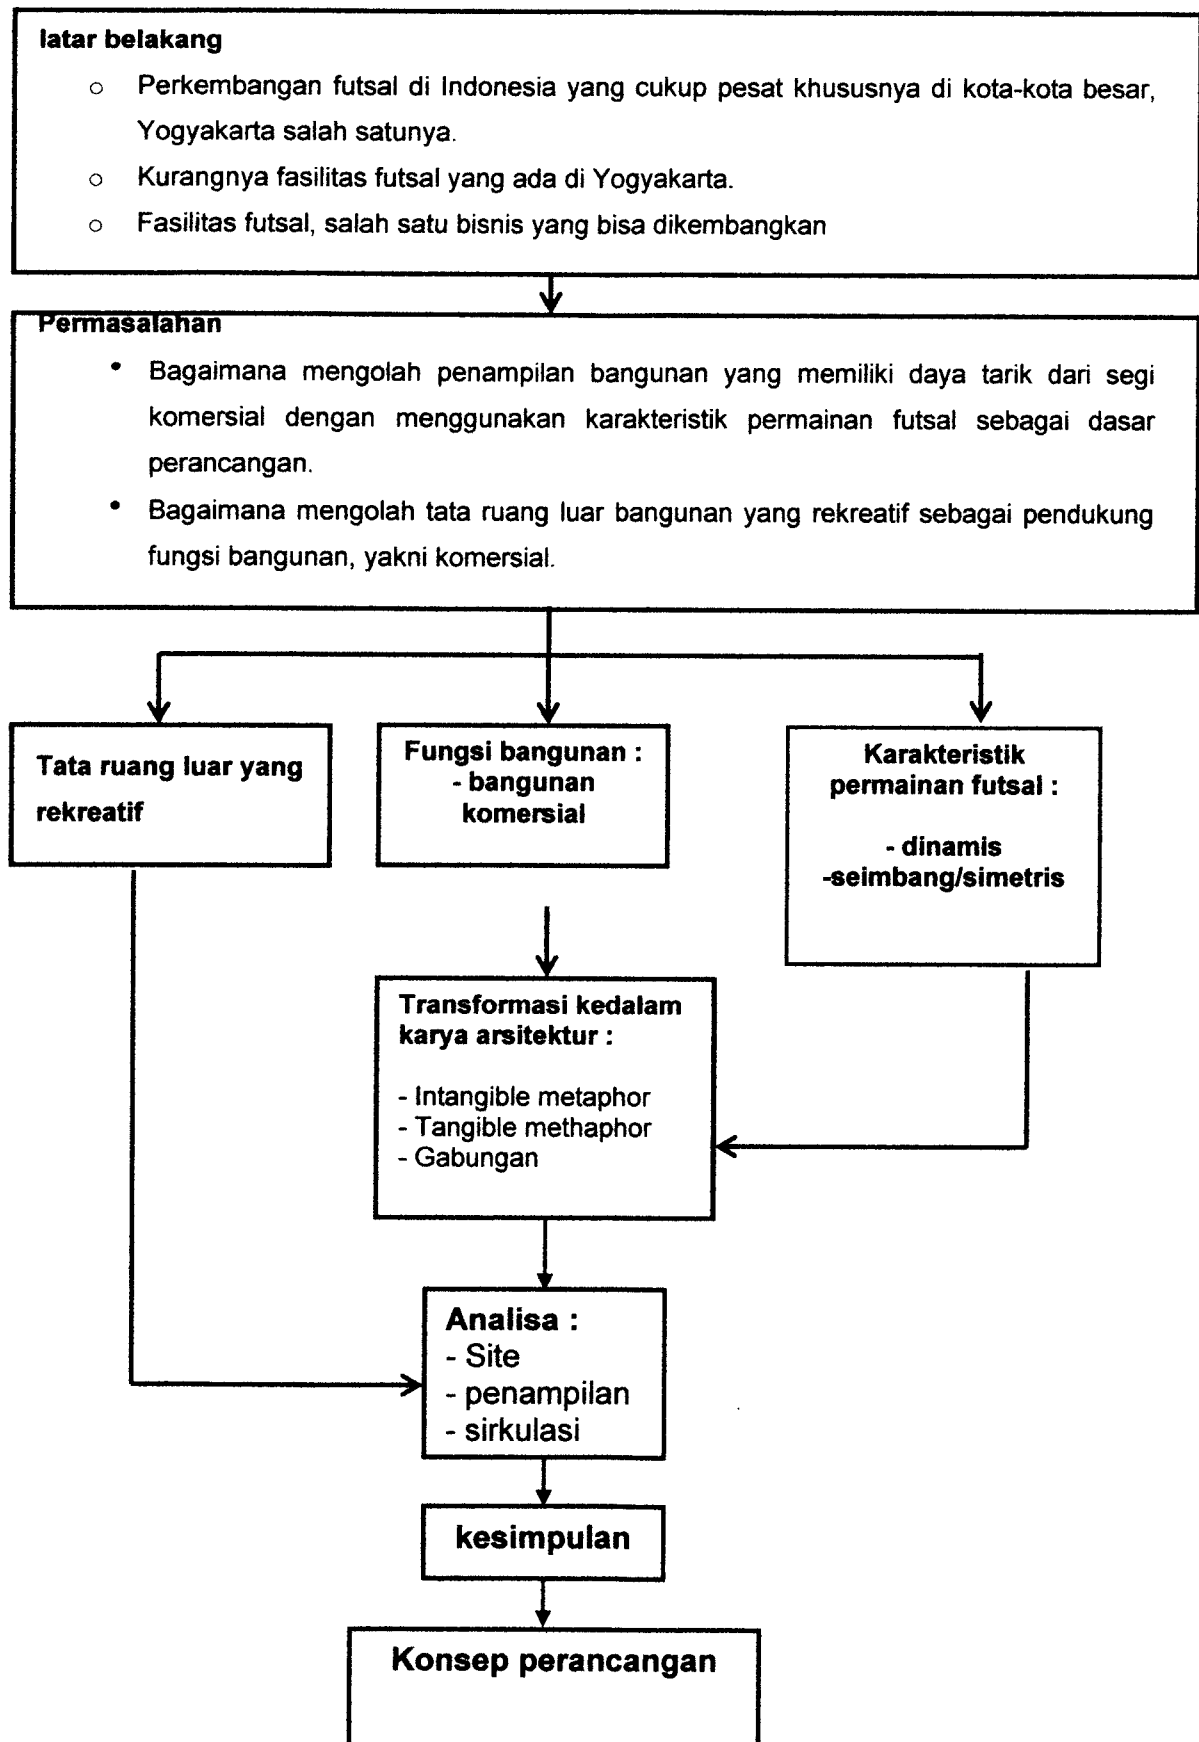 latar belakang
o Perkembangan futsal di Indonesia yang cukup pesat khususnya di kota-kota besar,
Yogyakarta salah satunya.
o Kurangnya fasilitas futsal yang ada di Yogyakarta.
o Fasilitas futsal, salah satu bisnis yang bisa dikembangkan
Permasalahan
• Bagaimana mengolah penampilan bangunan yang memiliki daya tarik dari segi
komersial dengan menggunakan karakteristik permainan futsal sebagai dasar
perancangan.
• Bagaimana mengolah tata ruang luar bangunan yang rekreatif sebagai pendukung
fungsi bangunan, yakni komersial.
Tata ruang luar yang
rekreatif
Fungsi bangunan :
- bangunan
komersial
Karakteristik
permainan futsal :
- dinamis
-seimbang/simetris
Transformasi kedalam
karya arsitektur :
- Intangible metaphor
- Tangible methaphor
- Gabungan
Analisa :
- Site
- penampilan
- sirkulasi
kesimpulan
Konsep perancangan